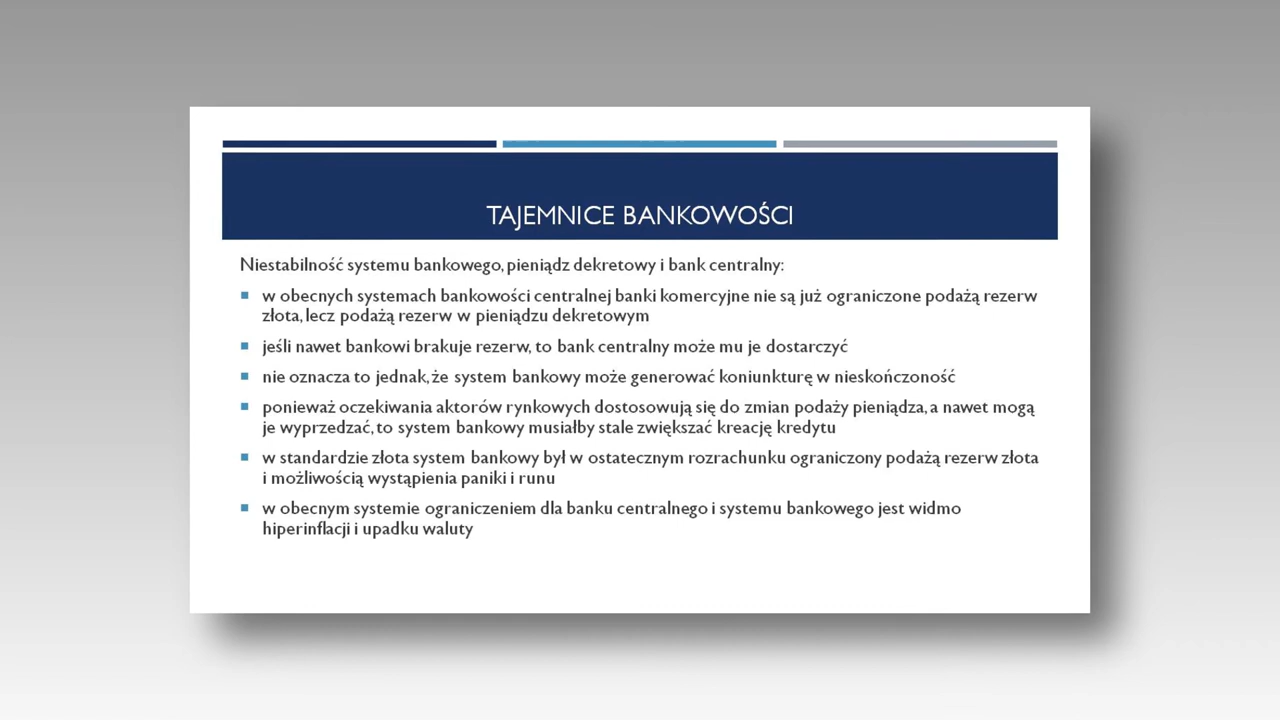 TAJEMNICE BANKOWOŚCI
Niestabilność systemu bankowego, pieniądz dekretowy i bank centralny:
w obecnych systemach bankowości centralnej banki komercyjne nie są już ograniczone podażą rezerw
złota, lecz podażą rezerw w pieniądzu dekretowym
jeśli nawet bankowi brakuje rezerw, to bank centralny może mu je dostarczyć
nie oznacza to jednak, że system bankowy może generować koniunkturę w nieskończoność
ponieważ oczekiwania aktorów rynkowych dostosowują się do zmian podaży pieniądza, a nawet mogą
je wyprzedzać, to system bankowy musiałby stale zwiększać kreację kredytu
w standardzie złota system bankowy był w ostatecznym rozrachunku ograniczony podażą rezerw złota
i możliwością wystąpienia paniki i runu
w obecnym systemie ograniczeniem dla banku centralnego i systemu bankowego jest widmo
hiperinflacji i upadku waluty